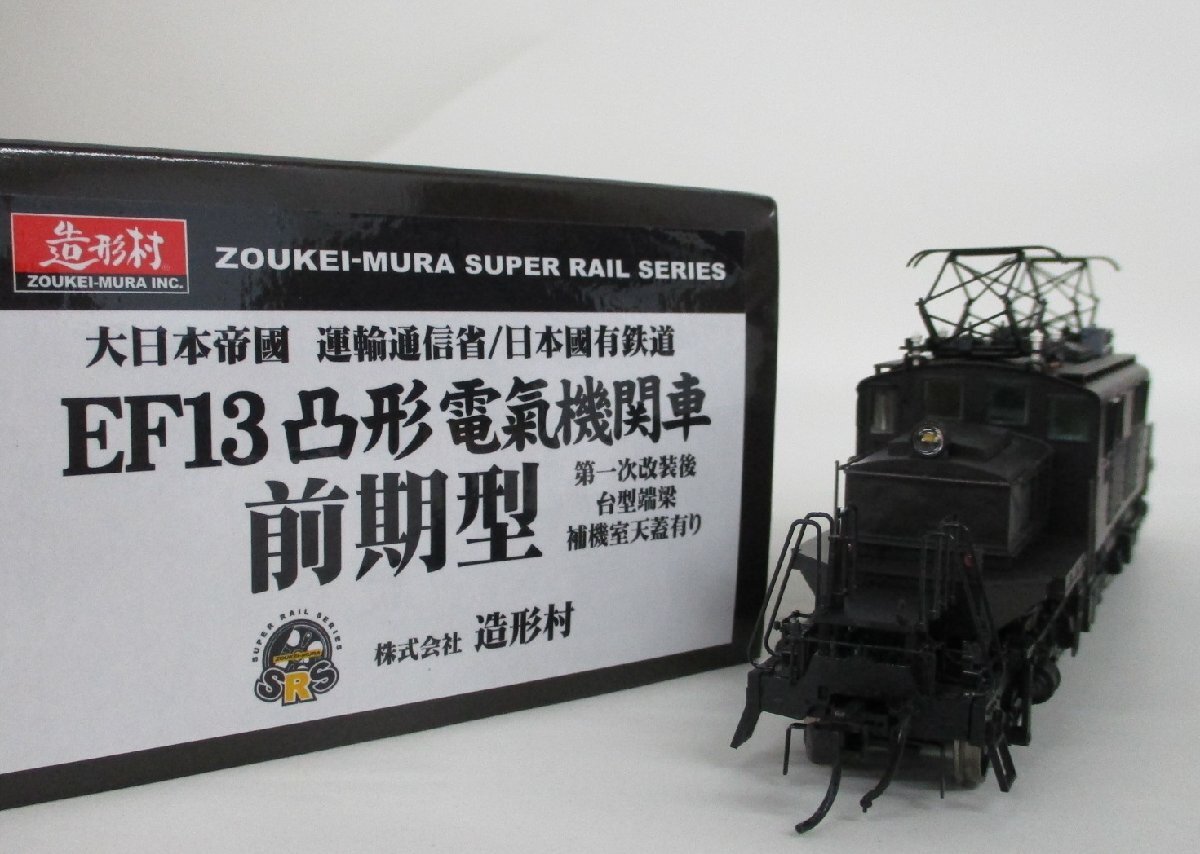 造形村
ZOUKEI-MURA INC.
ZOUKEI-MURA SUPER RAIL SERIES
大日本帝國 運輸通信省/日本國有鉄道
EF13 凸形電氣機関車
前期型
第一次改装後
台型端梁
補機室天蓋有り
SUPER RAIL SERIES
ZOUKEI-MURA
SRS
株式会社 造形村